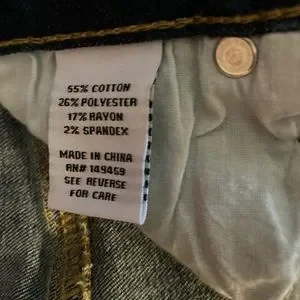 55% COTTON
26% POLYESTER
17% RAYON
2% SPANDEX
MADE IN CHINA
RN# 149459
SEE REVERSE
FOR CARE